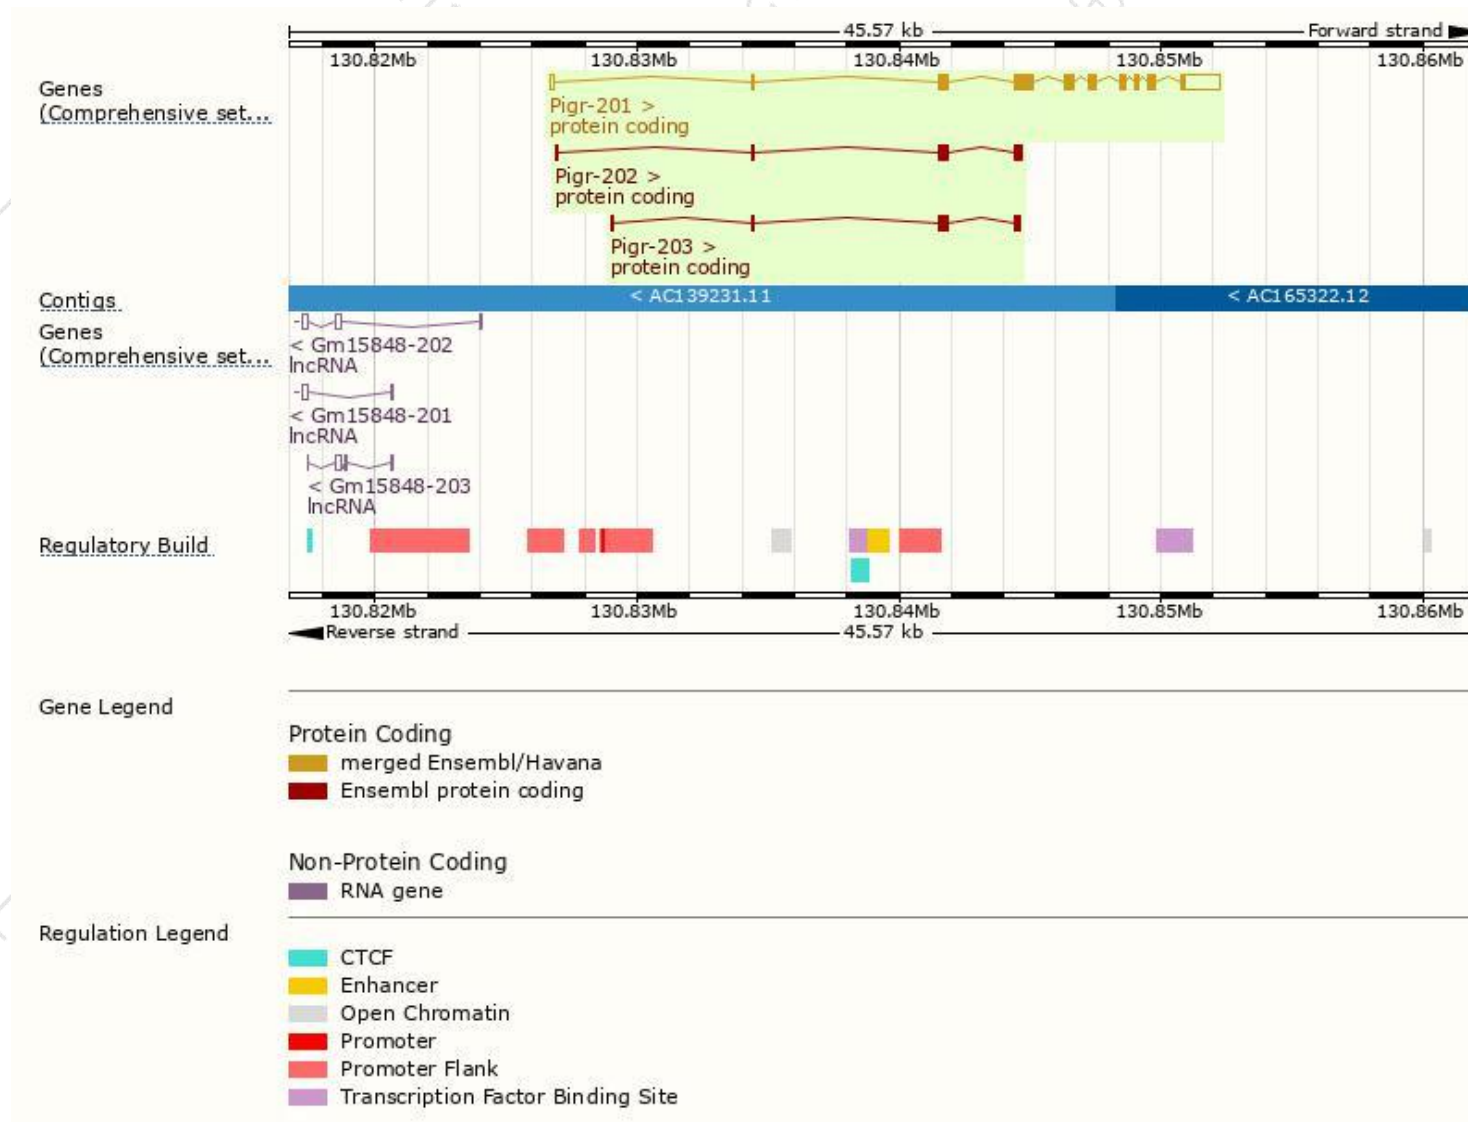 45.57 kb Forward strand
130.82Mb 130.83Mb 130.84Mb 130.85Mb 130.86Mb
Genes
(Comprehensive set...
Pigr-201 >
protein coding
Pigr-202 >
protein coding
Pigr-203 >
protein coding
Contigs
< AC139231.11 < AC165322.12
Genes
(Comprehensive set...
< Gm15848-202
lncRNA
< Gm15848-201
lncRNA
< Gm15848-203
lncRNA
Regulatory Build
130.82Mb 130.83Mb 130.84Mb 130.85Mb 130.86Mb
Reverse strand 45.57 kb
Gene Legend
Protein Coding
merged Ensembl/Havana
Ensembl protein coding
Non-Protein Coding
RNA gene
Regulation Legend
CTCF
Enhancer
Open Chromatin
Promoter
Promoter Flank
Transcription Factor Binding Site